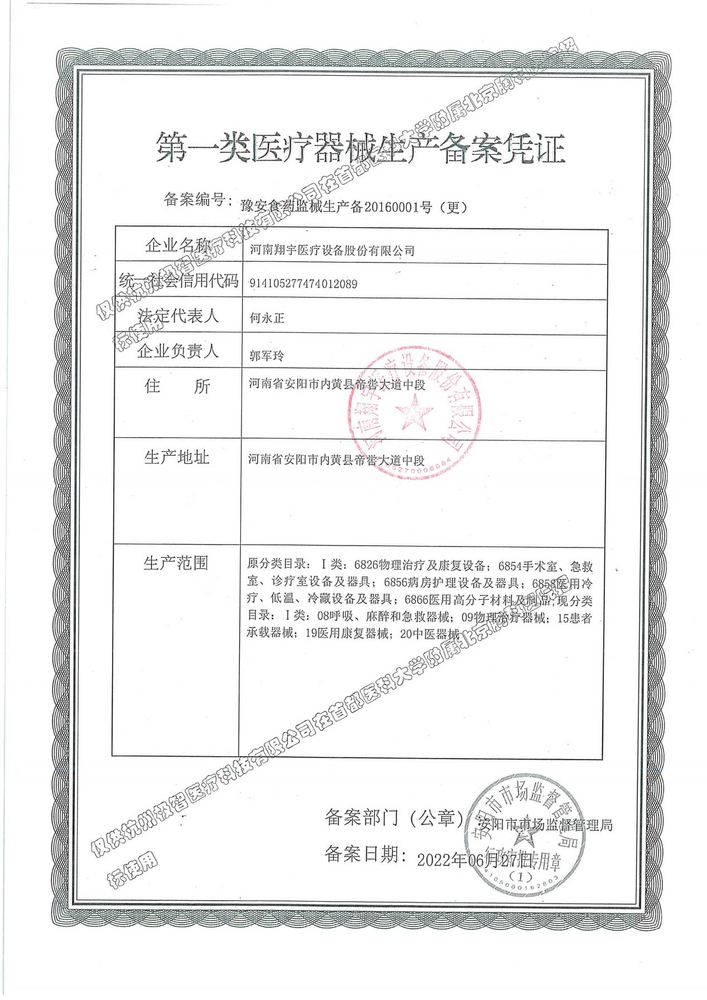 第一类医疗器械生产备案凭证
备案编号：豫安食药监械生产备20160001号（更）
企业名称 河南翔宇医疗设备股份有限公司
统一社会信用代码 914105277474012089
法定代表人 何永正
企业负责人 郭军玲
住 所 河南省安阳市内黄县帝喾大道中段
生产地址 河南省安阳市内黄县帝喾大道中段
生产范围 原分类目录：Ⅰ类：6826物理治疗及康复设备；6854手术室、急救
室、诊疗室设备及器具；6856病房护理设备及器具；6858医用冷
疗、低温、冷藏设备及器具；6866医用高分子材料及制品;现分类
目录：Ⅰ类：08呼吸、麻醉和急救器械；09物理治疗器械；15患者
承载器械；19医用康复器械；20中医器械
备案部门（公章）:安阳市市场监督管理局
备案日期：2022年06月27日
河南翔宇医疗设备股份有限公司
4105270006664
安阳市市场监督管理局
行政审批专用章
（1）
4105000162803
仅供杭州极智医疗科技有限公司在首都医科大学附属北京胸科医院招
标使用
仅供杭州极智医疗科技有限公司在首都医科大学附属北京胸科医院招
标使用